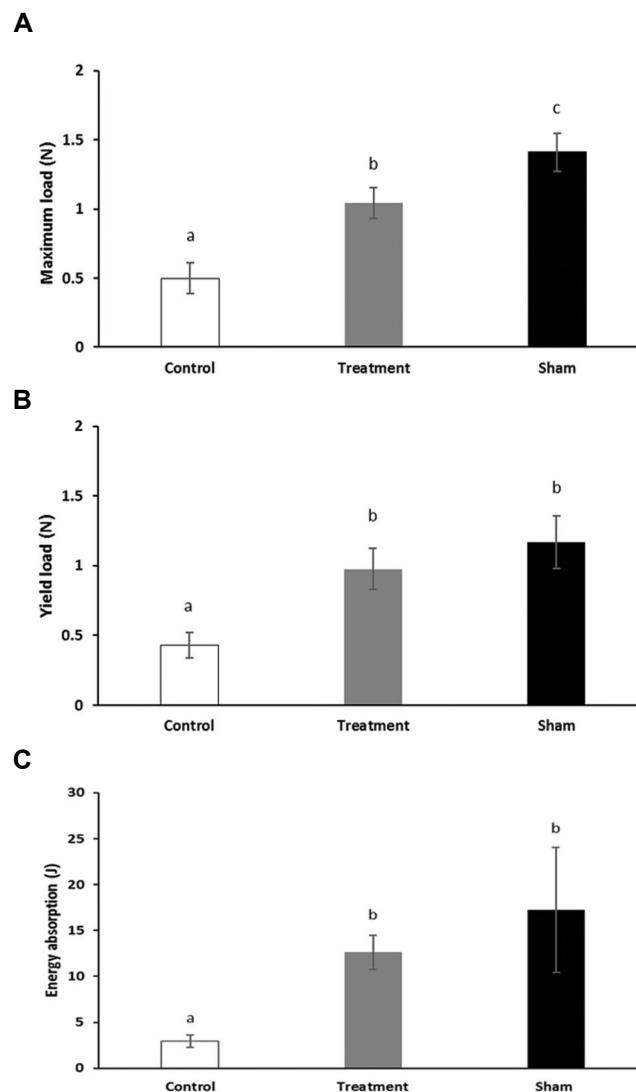 A
Maximum load (N)
2
1.5
1
0.5
0
a
b
c
Control Treatment Sham
B
Yield load (N)
2
1.5
1
0.5
0
a
b
b
Control Treatment Sham
C
Energy absorption (J)
30
25
20
15
10
5
0
a
b
b
Control Treatment Sham